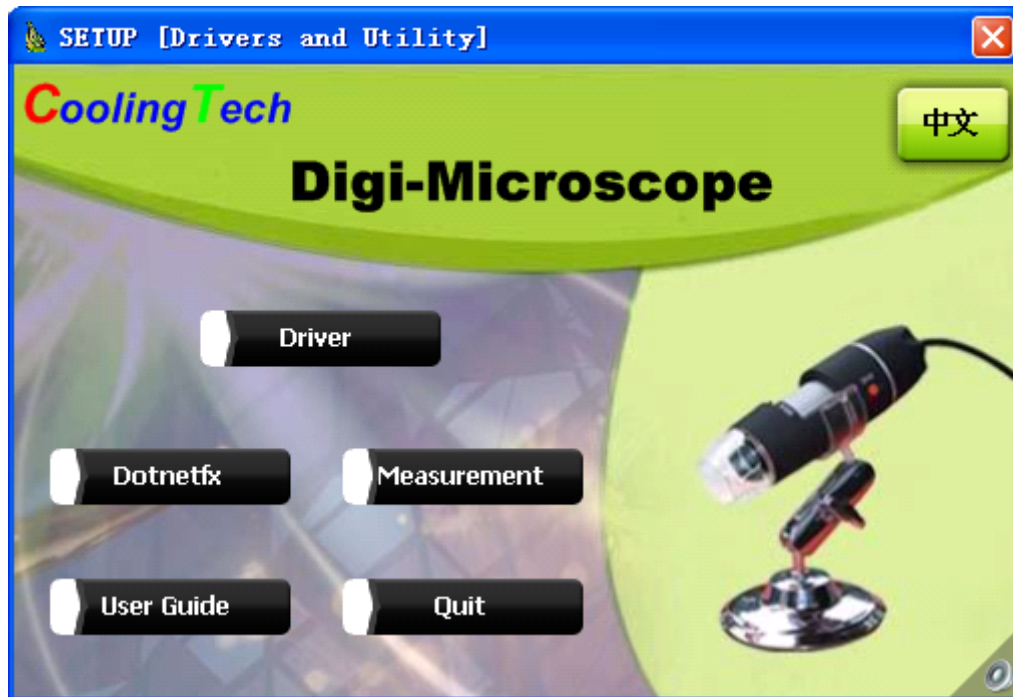 SETUP [Drivers and Utility]
CoolingTech
中文
Digi-Microscope
Driver
Dotnetfx
Measurement
User Guide
Quit